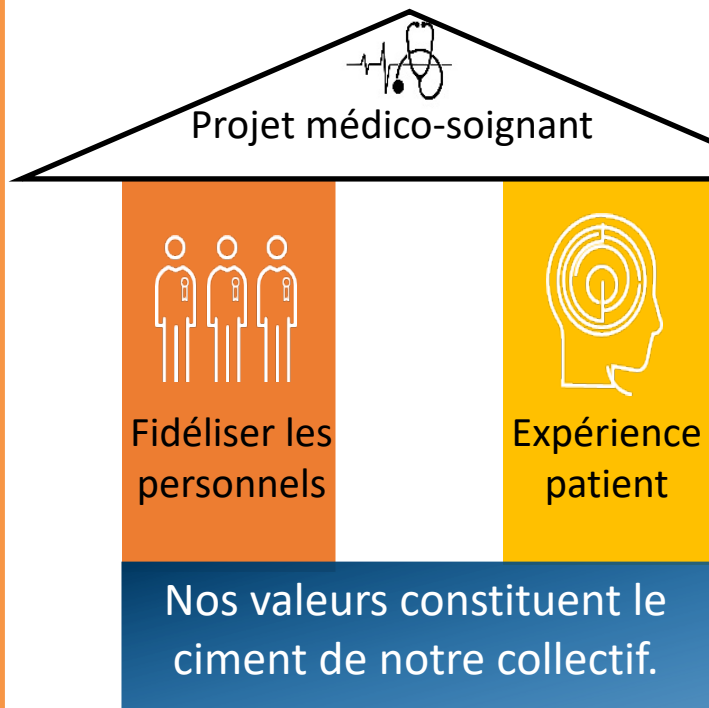 Projet médico-soignant
Fidéliser les
personnels
Expérience
patient
Nos valeurs constituent le
ciment de notre collectif.